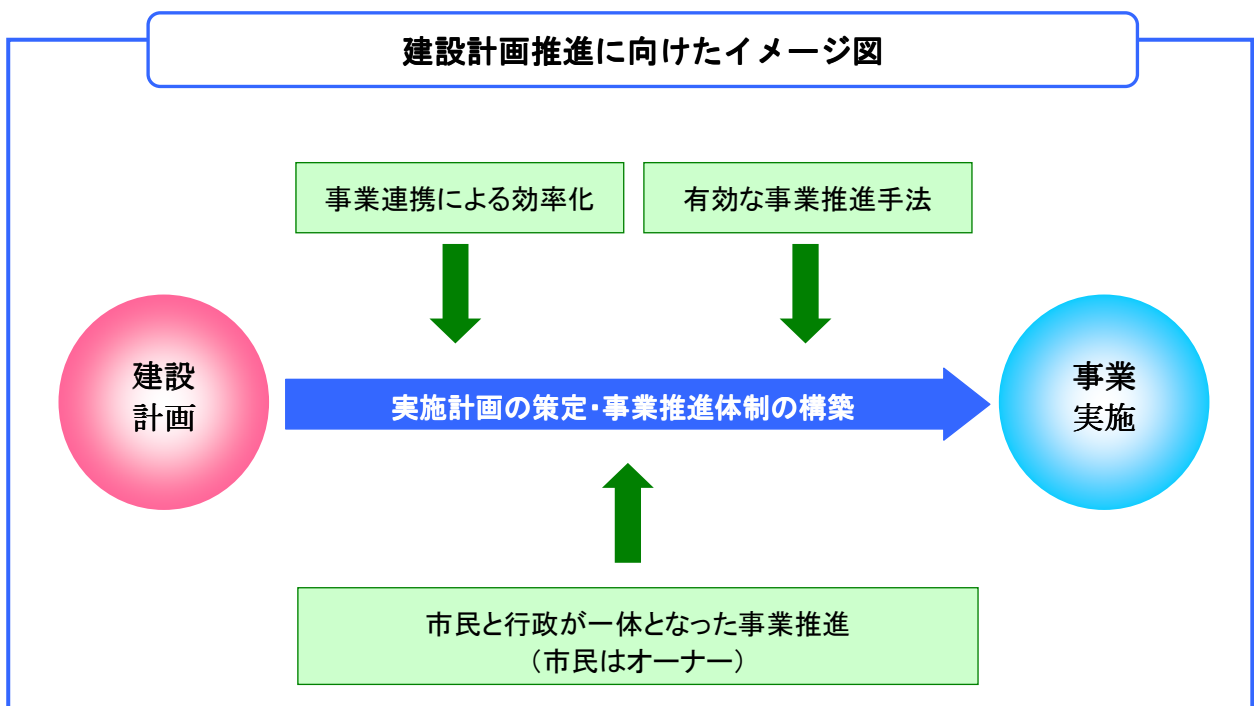 建設計画推進に向けたイメージ図
事業連携による効率化
有効な事業推進手法
建設
計画
実施計画の策定・事業推進体制の構築
事業
実施
市民と行政が一体となった事業推進
（市民はオーナー）